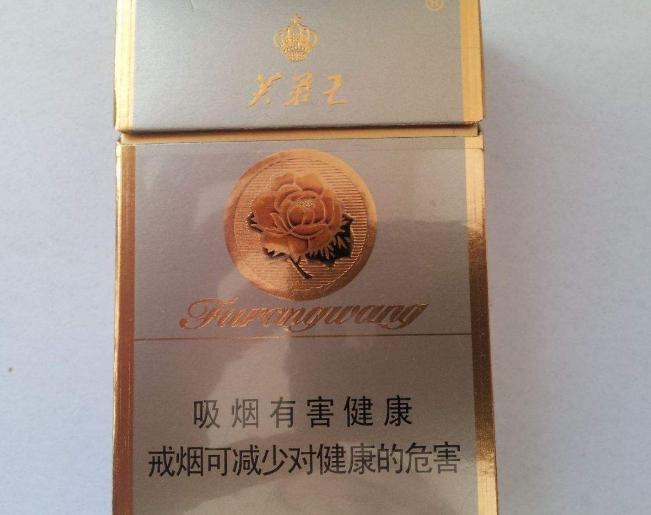 ®
芙蓉王
Furongwang
吸烟有害健康
戒烟可减少对健康的危害